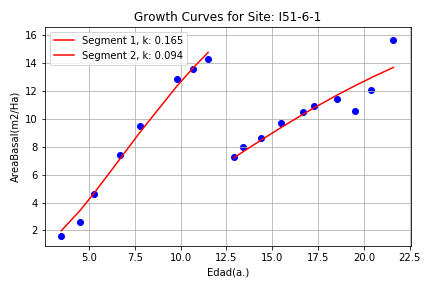 Growth Curves for Site: I51-6-1
Segment 1, k: 0.165
Segment 2, k: 0.094
AreaBasal(m2/Ha)
16
14
12
10
8
6
4
2
5.0 7.5 10.0 12.5 15.0 17.5 20.0 22.5
Edad(a.)